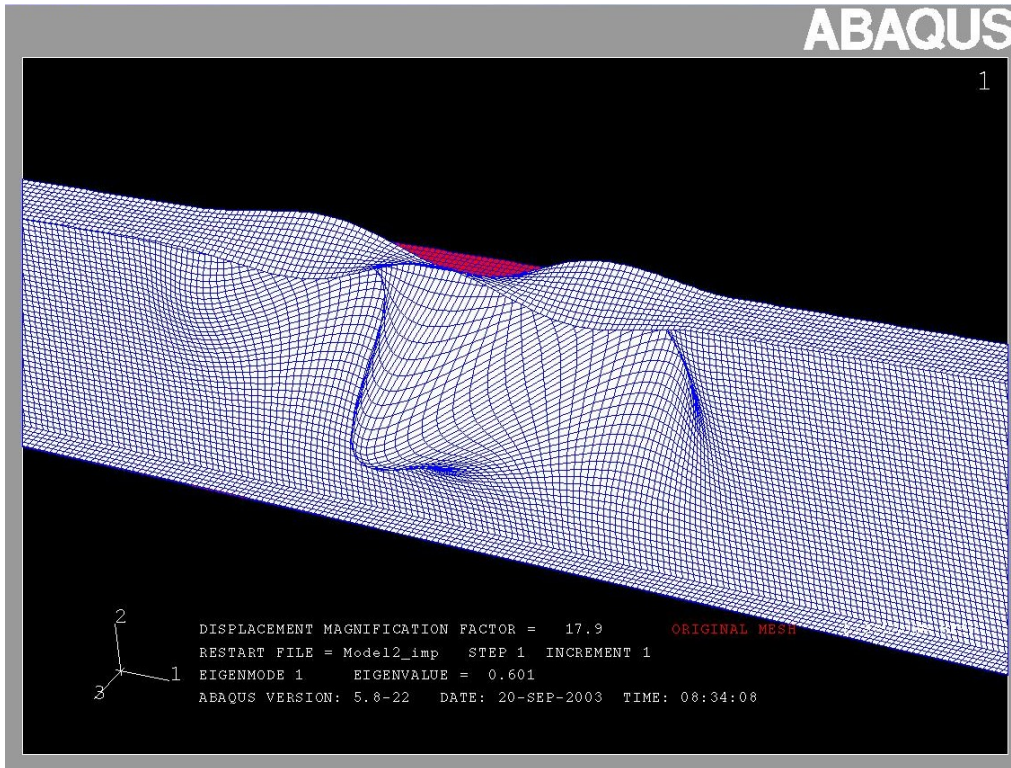 ABAQUS
1
2
1
3
DISPLACEMENT MAGNIFICATION FACTOR = 17.9 ORIGINAL MESH
RESTART FILE = Model2_imp STEP 1 INCREMENT 1
EIGENMODE 1 EIGENVALUE = 0.601
ABAQUS VERSION: 5.8-22 DATE: 20-SEP-2003 TIME: 08:34:08